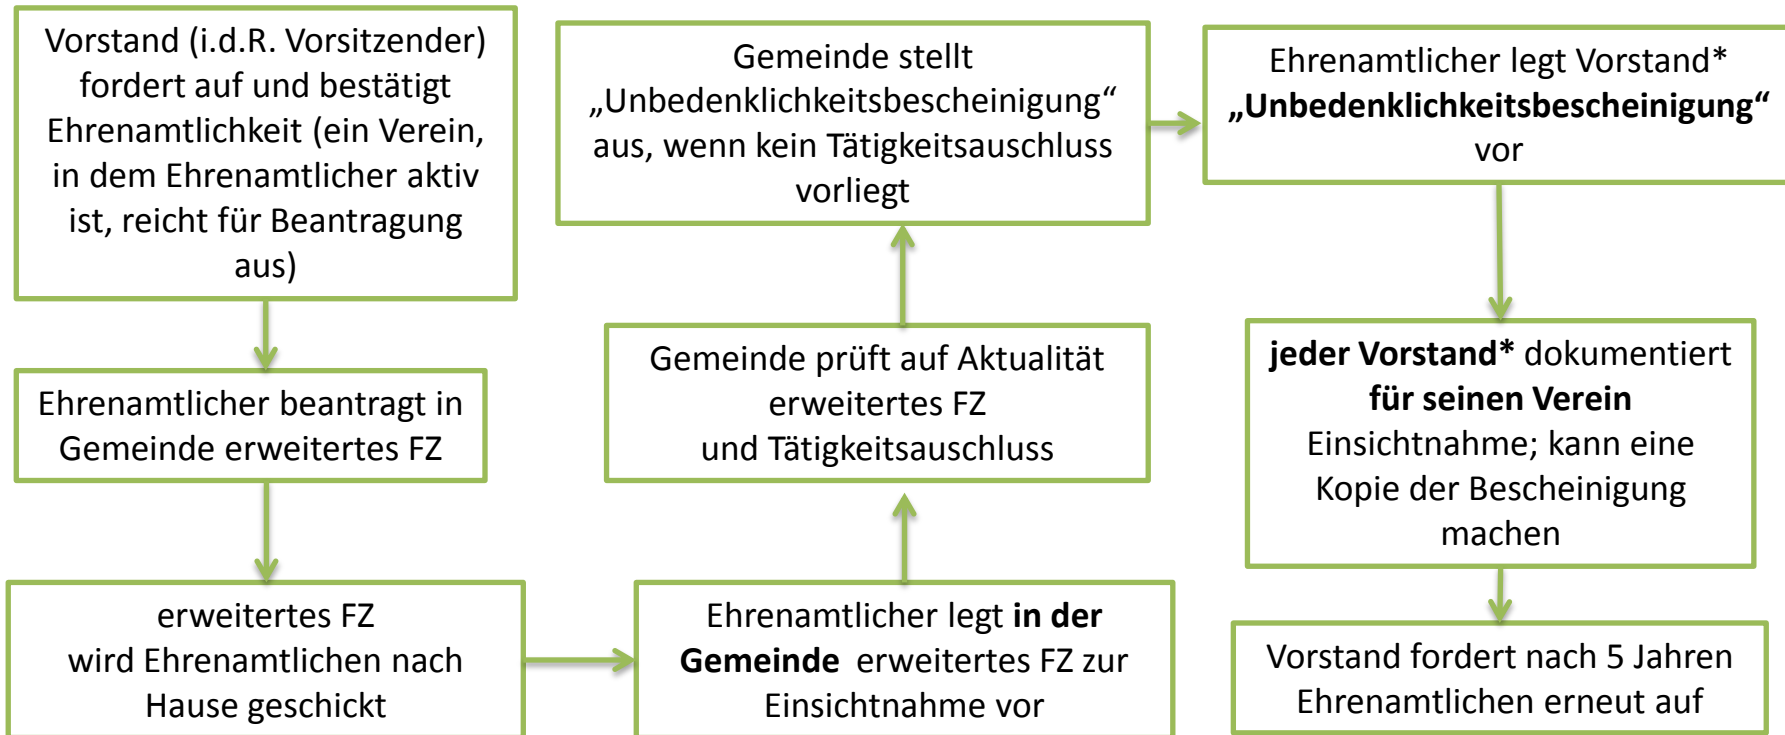 Vorstand (i.d.R. Vorsitzender)
fordert auf und bestätigt
Ehrenamtlichkeit (ein Verein,
in dem Ehrenamtlicher aktiv
ist, reicht für Beantragung
aus)
Ehrenamtlicher beantragt in
Gemeinde erweitertes FZ
erweitertes FZ
wird Ehrenamtlichen nach
Hause geschickt
Ehrenamtlicher legt in der
Gemeinde erweitertes FZ zur
Einsichtnahme vor
Gemeinde prüft auf Aktualität
erweitertes FZ
und Tätigkeitsauschluss
Gemeinde stellt
„Unbedenklichkeitsbescheinigung“
aus, wenn kein Tätigkeitsauschluss
vorliegt
Ehrenamtlicher legt Vorstand*
„Unbedenklichkeitsbescheinigung“
vor
jeder Vorstand* dokumentiert
für seinen Verein
Einsichtnahme; kann eine
Kopie der Bescheinigung
machen
Vorstand fordert nach 5 Jahren
Ehrenamtlichen erneut auf